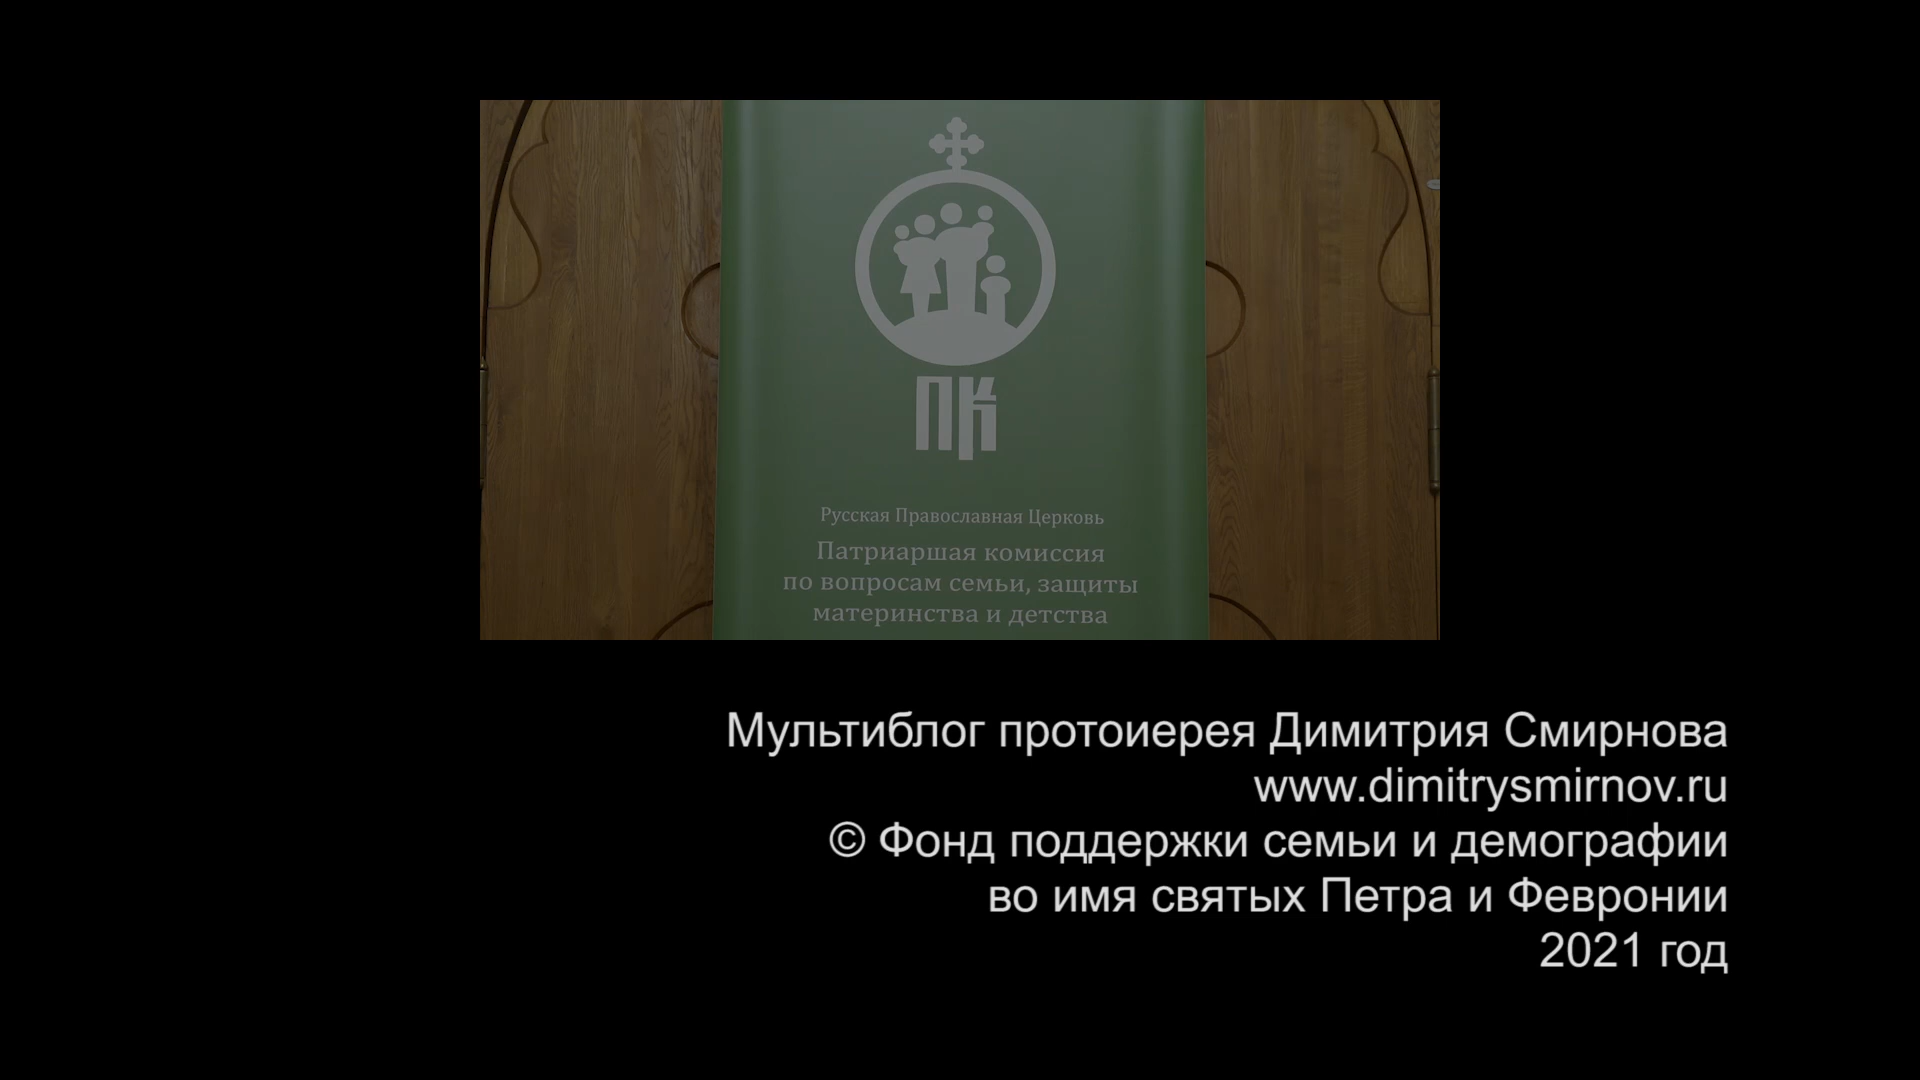 ПК
Русская Православная Церковь
Патриаршая комиссия
по вопросам семьи, защиты
материнства и детства
Мультиблог протоиерея Димитрия Смирнова
www.dimitrysmirnov.ru
© Фонд поддержки семьи и демографии
во имя святых Петра и Февронии
2021 год